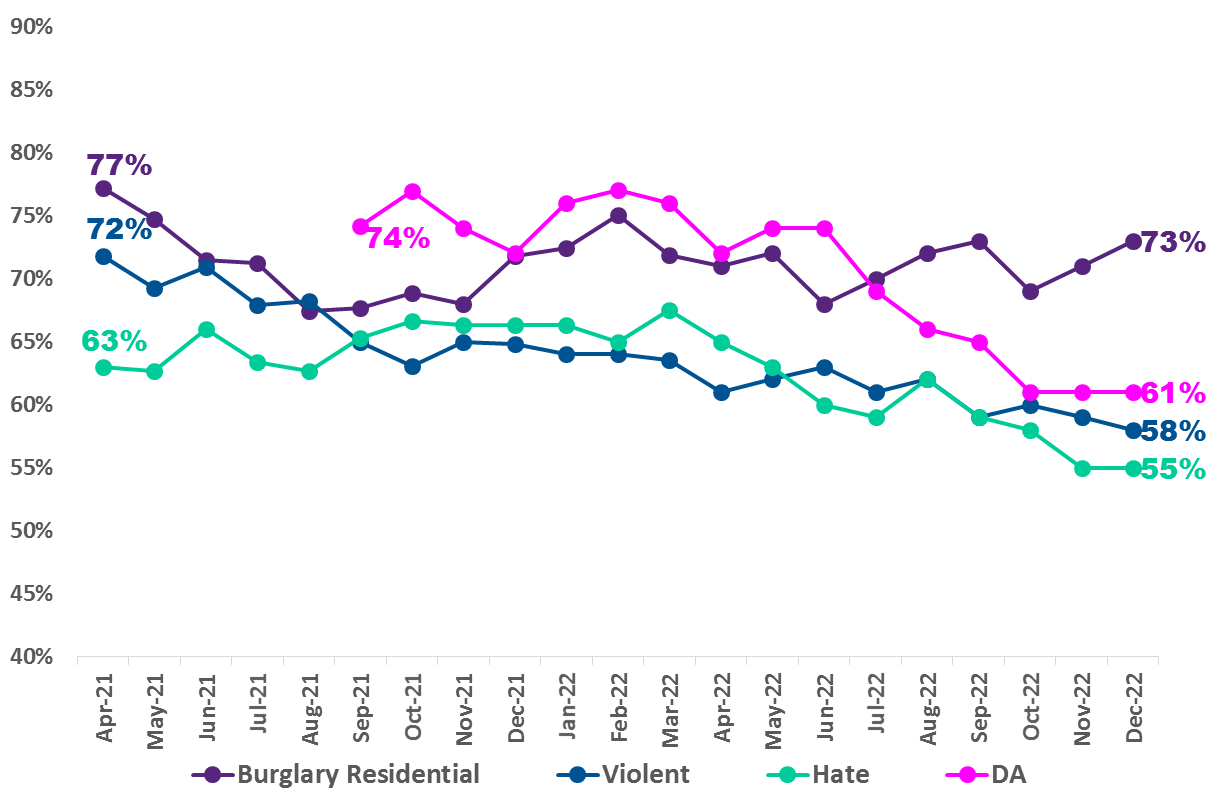 90%
85%
80%
75%
70%
65%
60%
55%
50%
45%
40%
77%
72%
63%
74%
73%
61%
58%
55%
Apr-21
May-21
Jun-21
Jul-21
Aug-21
Sep-21
Oct-21
Nov-21
Dec-21
Jan-22
Feb-22
Mar-22
Apr-22
May-22
Jun-22
Jul-22
Aug-22
Sep-22
Oct-22
Nov-22
Dec-22
Burglary Residential Violent Hate DA